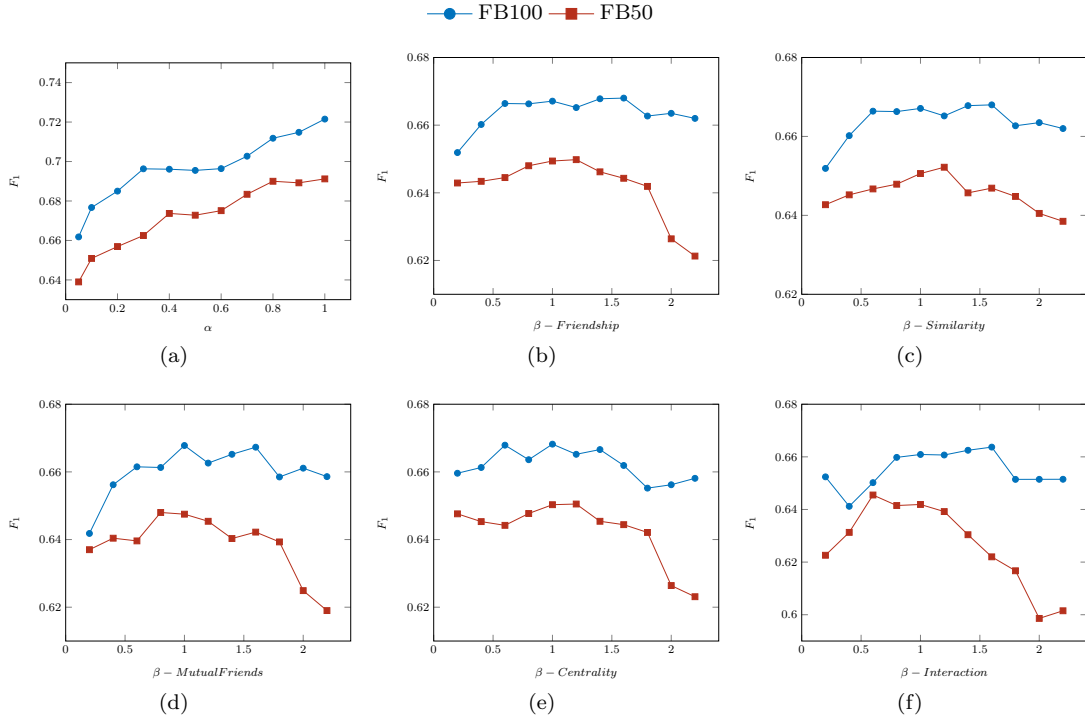 FB100 FB50
0.74
0.72
0.7
0.68
0.66
0.64
F1
0 0.2 0.4 0.6 0.8 1
α
(a)
0.68
0.66
0.64
0.62
F1
0 0.5 1 1.5 2
β − Friendship
(b)
0.68
0.66
0.64
0.62
F1
0 0.5 1 1.5 2
β − Similarity
(c)
0.68
0.66
0.64
0.62
F1
0 0.5 1 1.5 2
β − MutualFriends
(d)
0.68
0.66
0.64
0.62
F1
0 0.5 1 1.5 2
β − Centrality
(e)
0.68
0.66
0.64
0.62
0.6
F1
0 0.5 1 1.5 2
β − Interaction
(f)